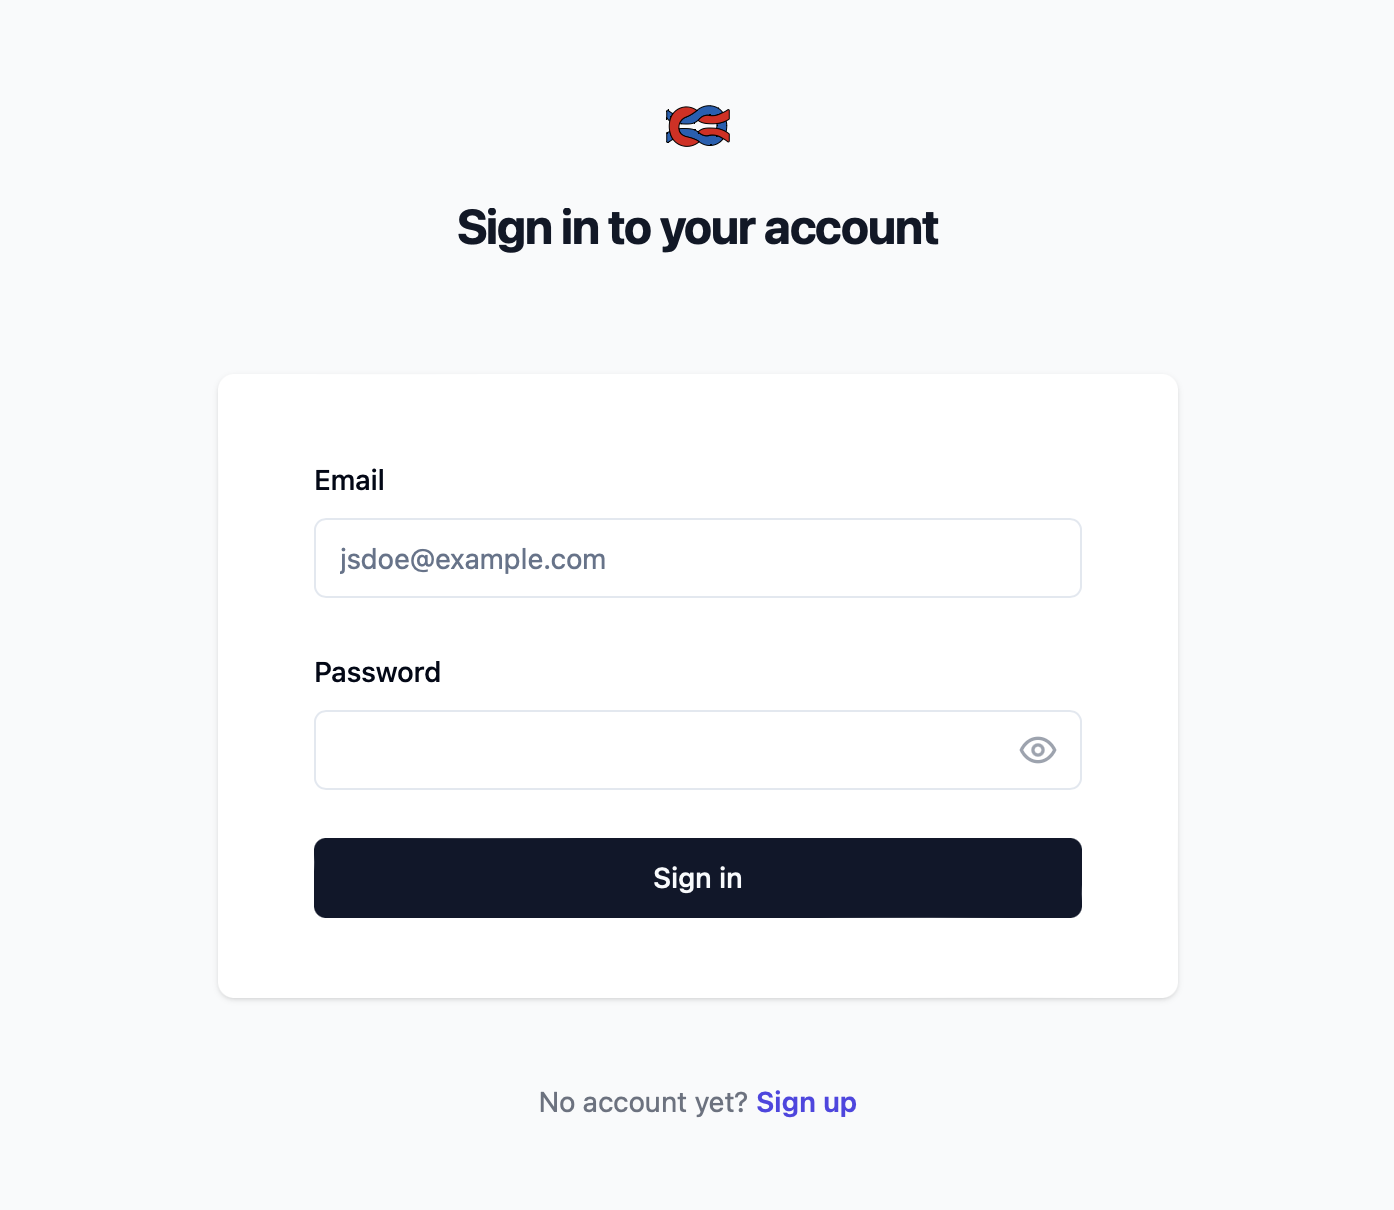 Sign in to your account
Email
jsdoe@example.com
Password
Sign in
No account yet? Sign up